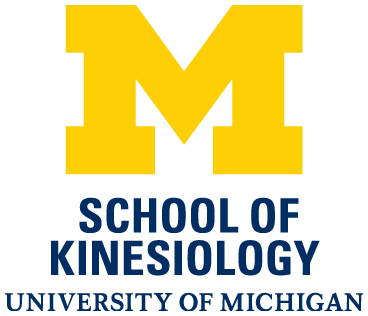 M
SCHOOL OF
KINESIOLOGY
UNIVERSITY OF MICHIGAN